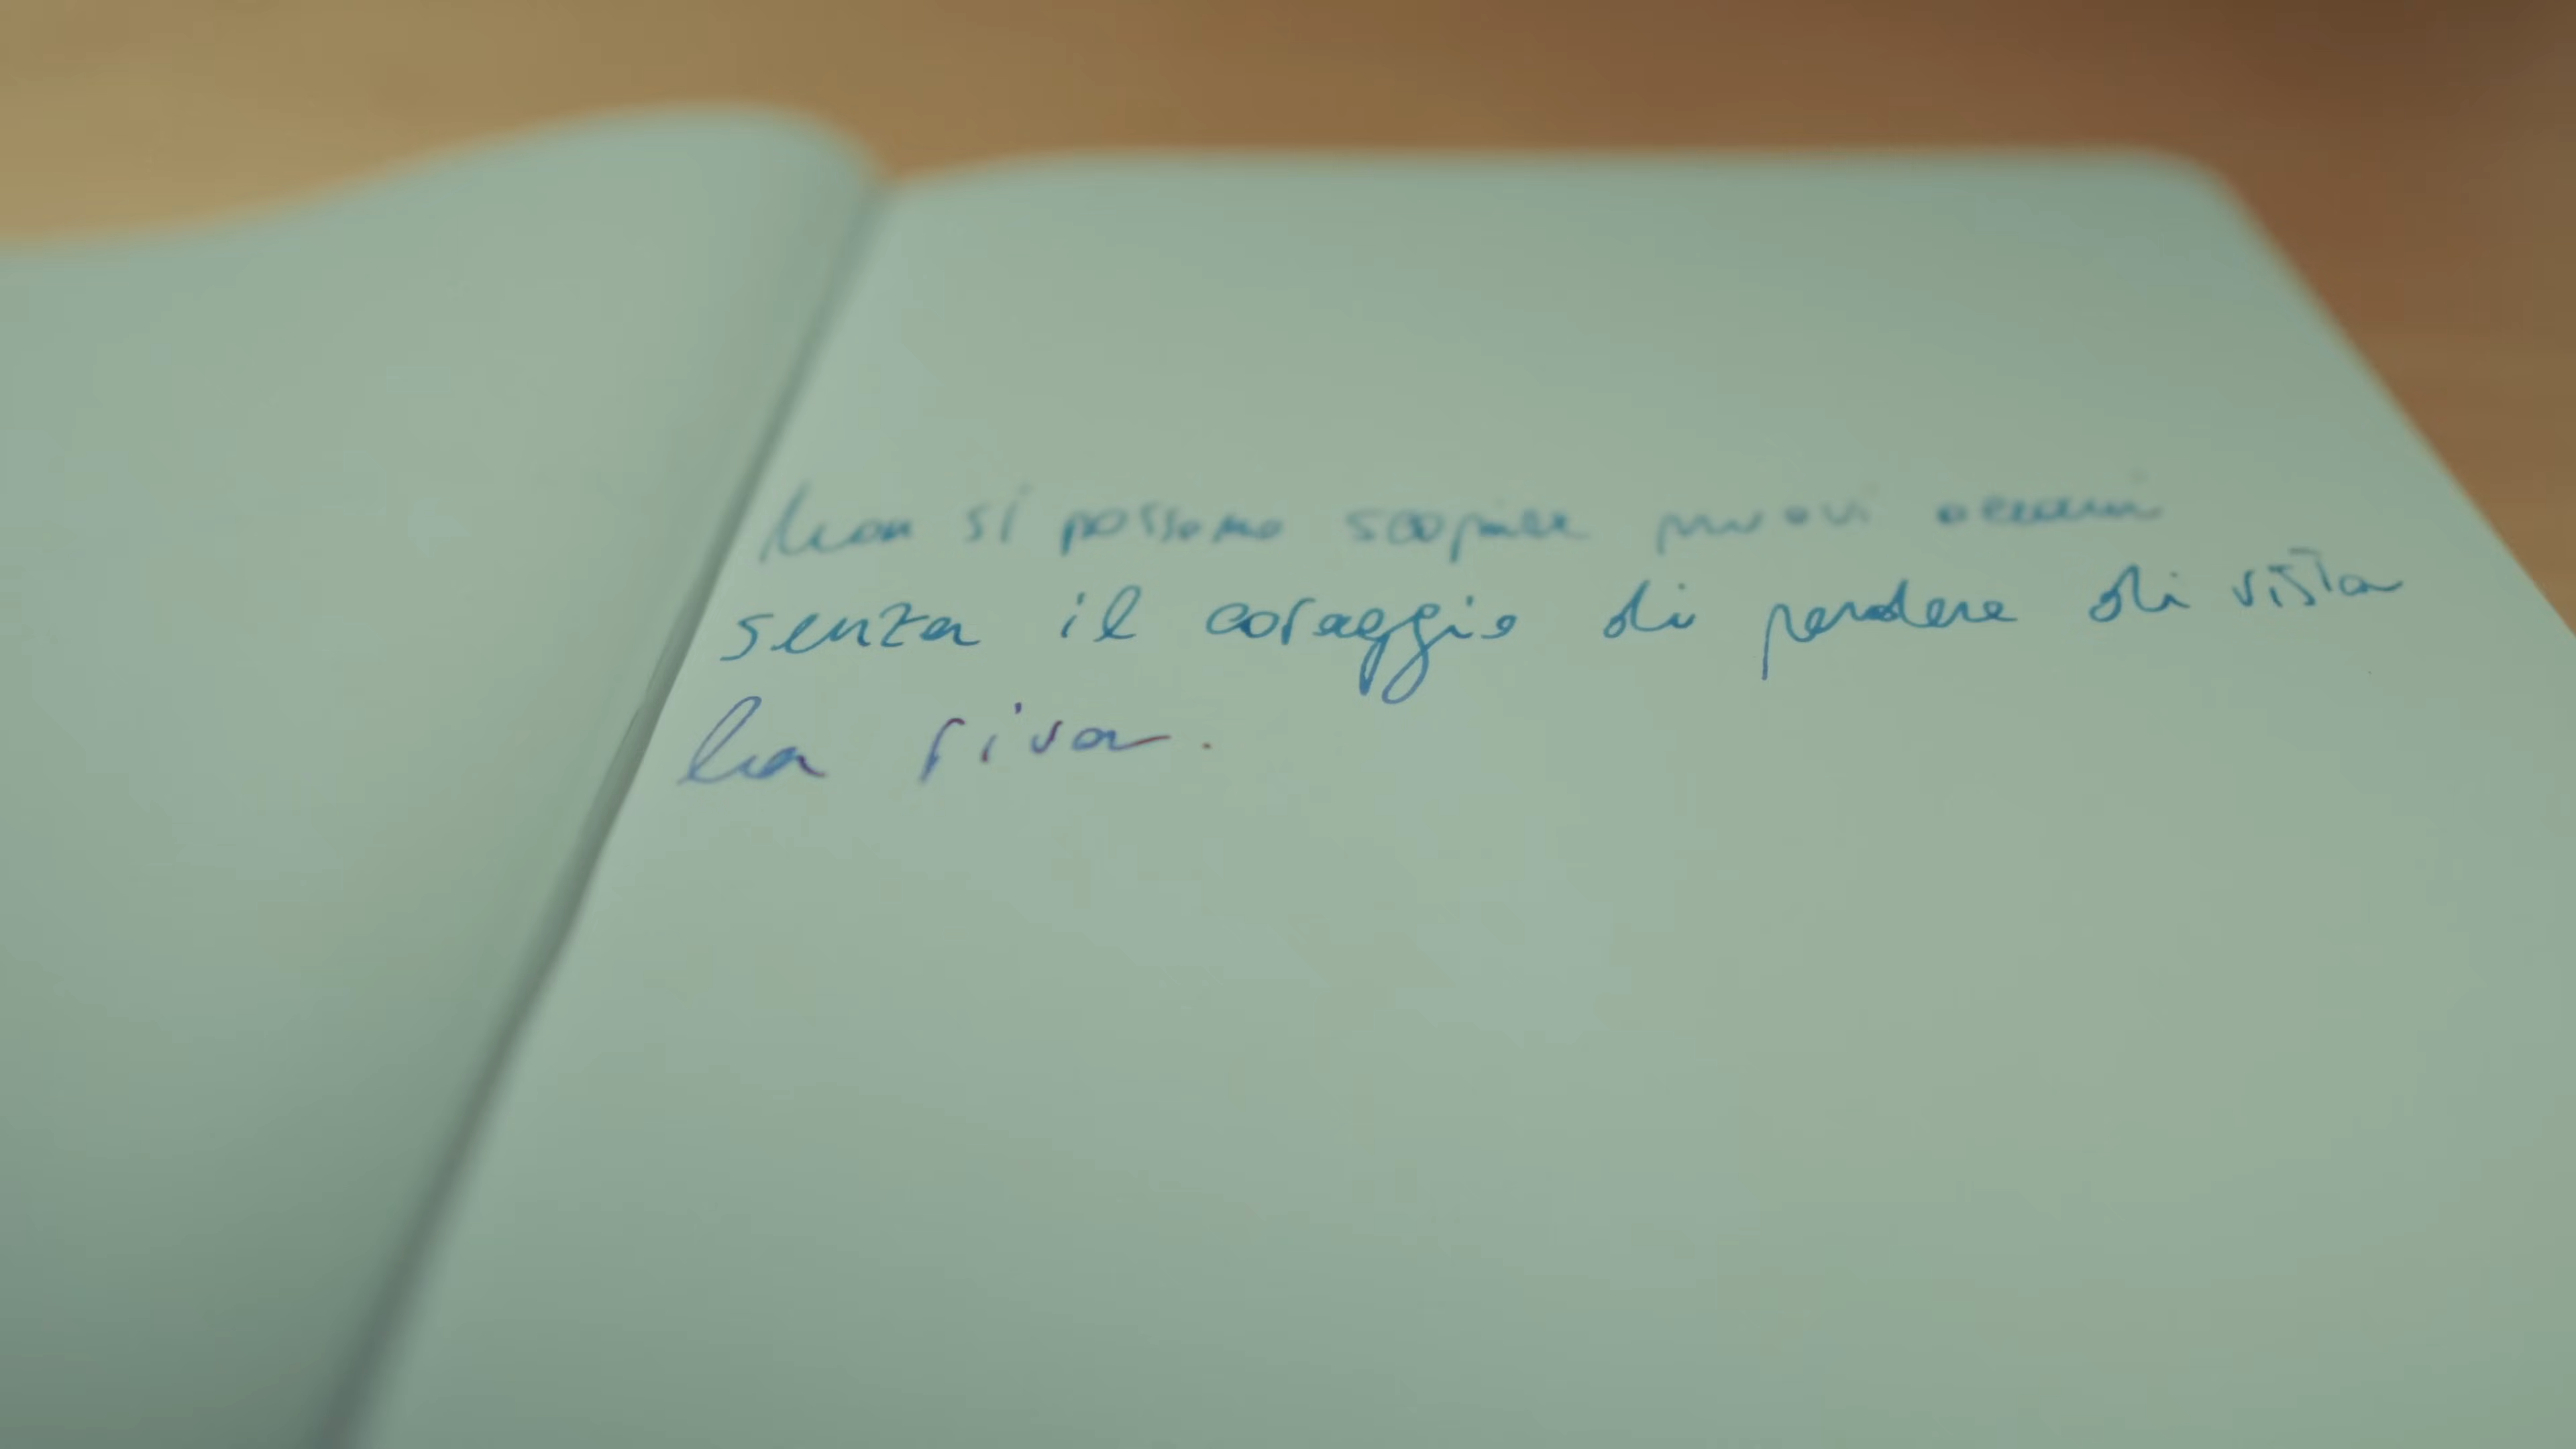 Non si possono scoprire nuovi oceani
senza il coraggio di perdere di vista
la riva.